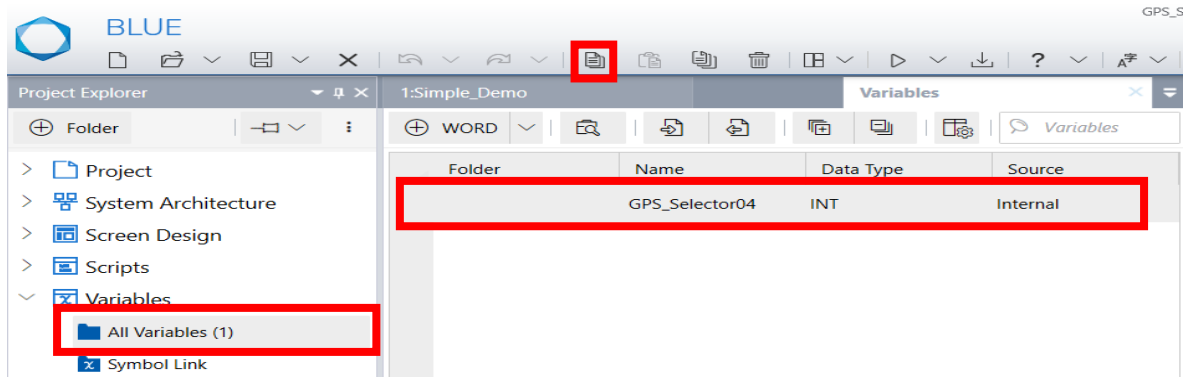 GPS_S
BLUE
Project Explorer
1:Simple_Demo
Variables
Folder
WORD
Variables
Folder Name Data Type Source
GPS_Selector04 INT Internal
Project
System Architecture
Screen Design
Scripts
Variables
All Variables (1)
Symbol Link